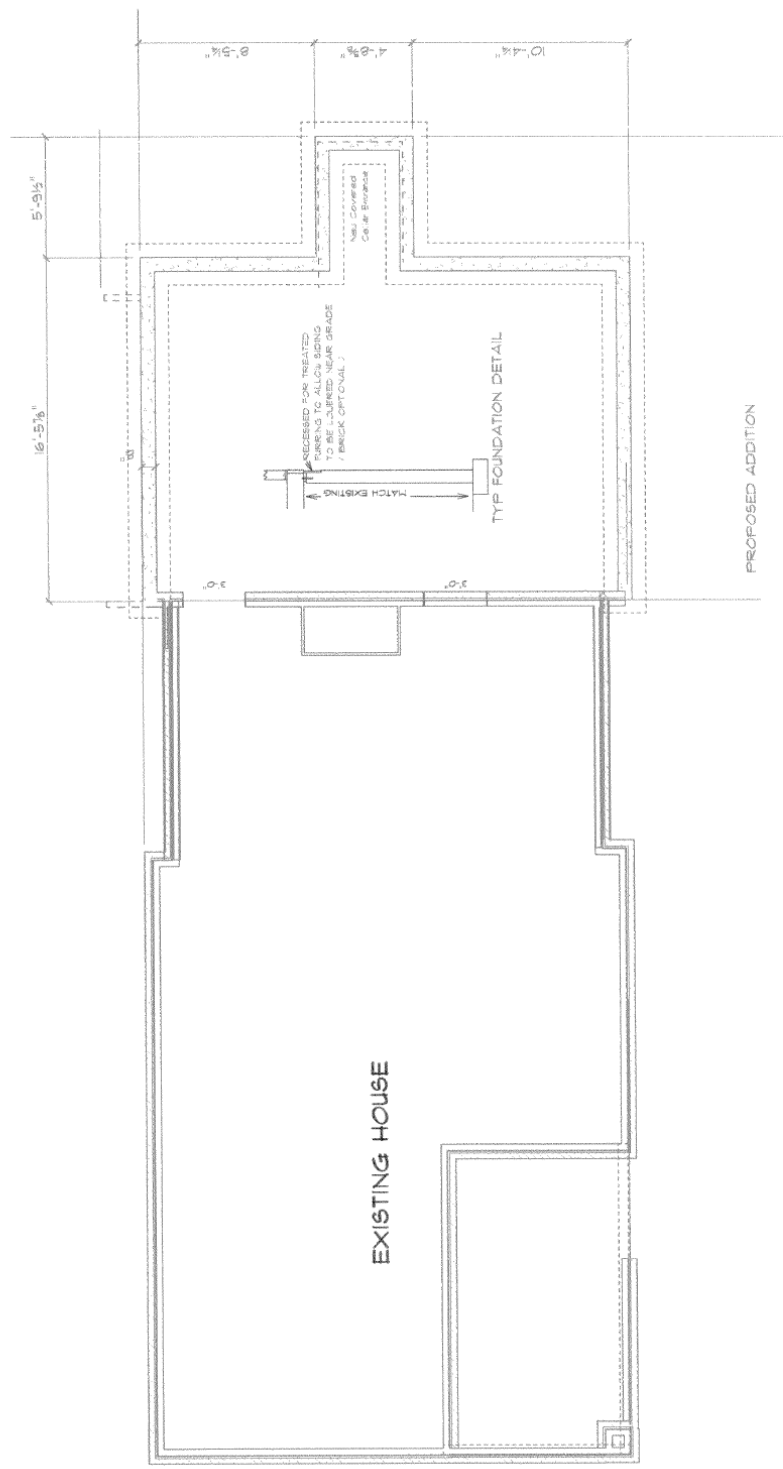 8'-5¼"
4'-8⅜"
10'-4¼"
5'-9½"
16'-5⅞"
8"
New Covered
Cellar Entrance
RECESSED FOR TREATED
FURRING TO ALLOW SIDING
TO BE LOWERED NEAR GRADE
( BRICK OPTIONAL )
MATCH EXISTING
TYP FOUNDATION DETAIL
3'-0"
3'-0"
EXISTING HOUSE
PROPOSED ADDITION